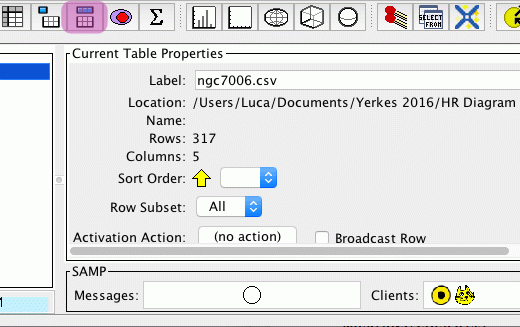 Σ
SELECT
FROM
Current Table Properties
Label: ngc7006.csv
Location: /Users/Luca/Documents/Yerkes 2016/HR Diagram
Name:
Rows: 317
Columns: 5
Sort Order:
Row Subset: All
Activation Action: (no action) Broadcast Row
SAMP
Messages: Clients: